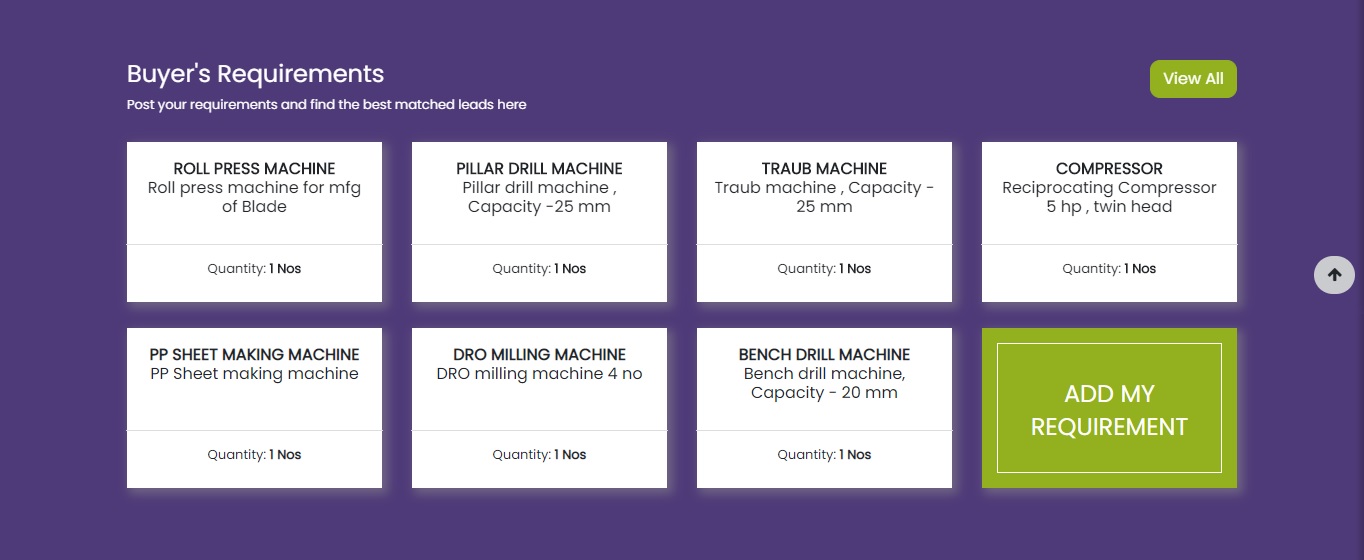 Buyer's Requirements
View All
Post your requirements and find the best matched leads here
ROLL PRESS MACHINE
Roll press machine for mfg
of Blade
Quantity: 1 Nos
PILLAR DRILL MACHINE
Pillar drill machine ,
Capacity -25 mm
Quantity: 1 Nos
TRAUB MACHINE
Traub machine , Capacity -
25 mm
Quantity: 1 Nos
COMPRESSOR
Reciprocating Compressor
5 hp , twin head
Quantity: 1 Nos
PP SHEET MAKING MACHINE
PP Sheet making machine
Quantity: 1 Nos
DRO MILLING MACHINE
DRO milling machine 4 no
Quantity: 1 Nos
BENCH DRILL MACHINE
Bench drill machine,
Capacity - 20 mm
Quantity: 1 Nos
ADD MY
REQUIREMENT